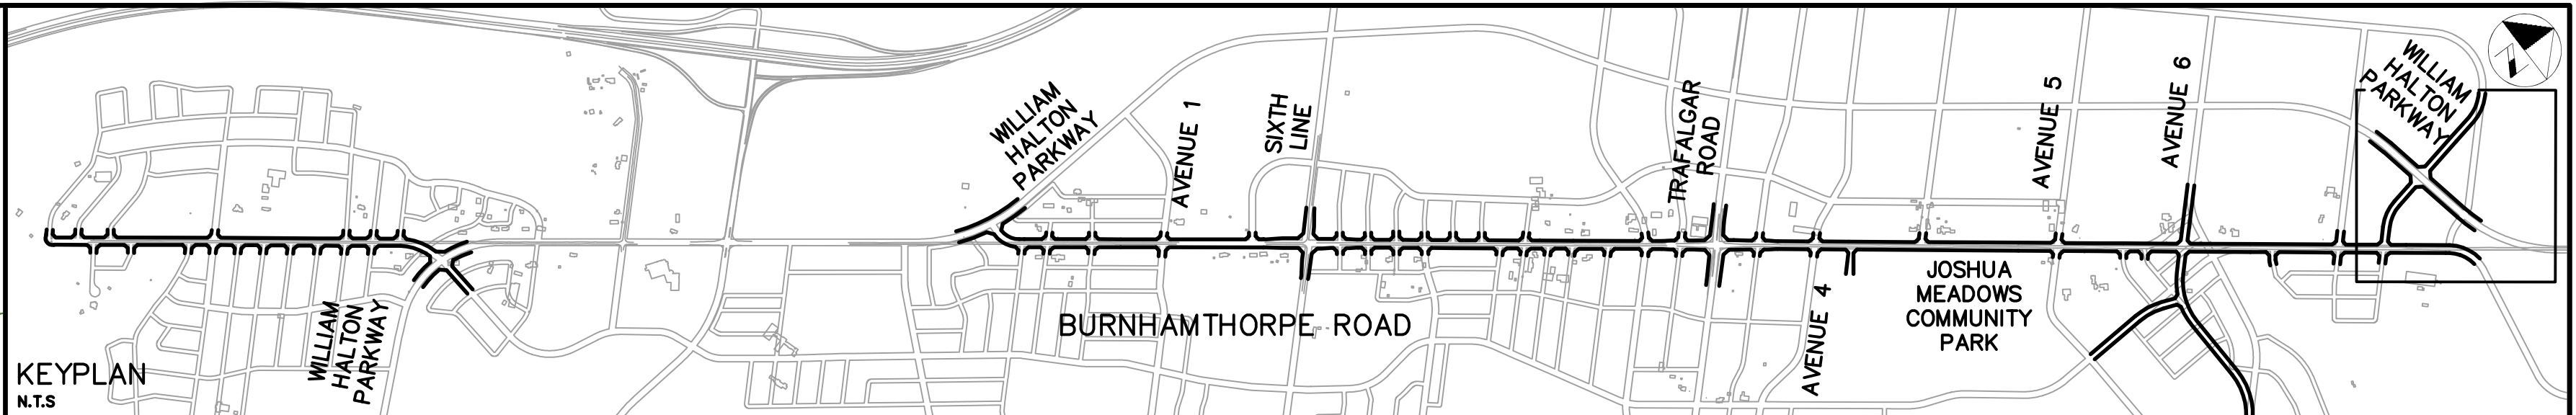 WILLIAM
HALTON
PARKWAY
WILLIAM
HALTON
PARKWAY
AVENUE 1
SIXTH
LINE
TRAFALGAR
ROAD
AVENUE 5
AVENUE 6
WILLIAM
HALTON
PARKWAY
BURNHAMTHORPE ROAD
AVENUE 4
JOSHUA
MEADOWS
COMMUNITY
PARK
KEYPLAN
N.T.S